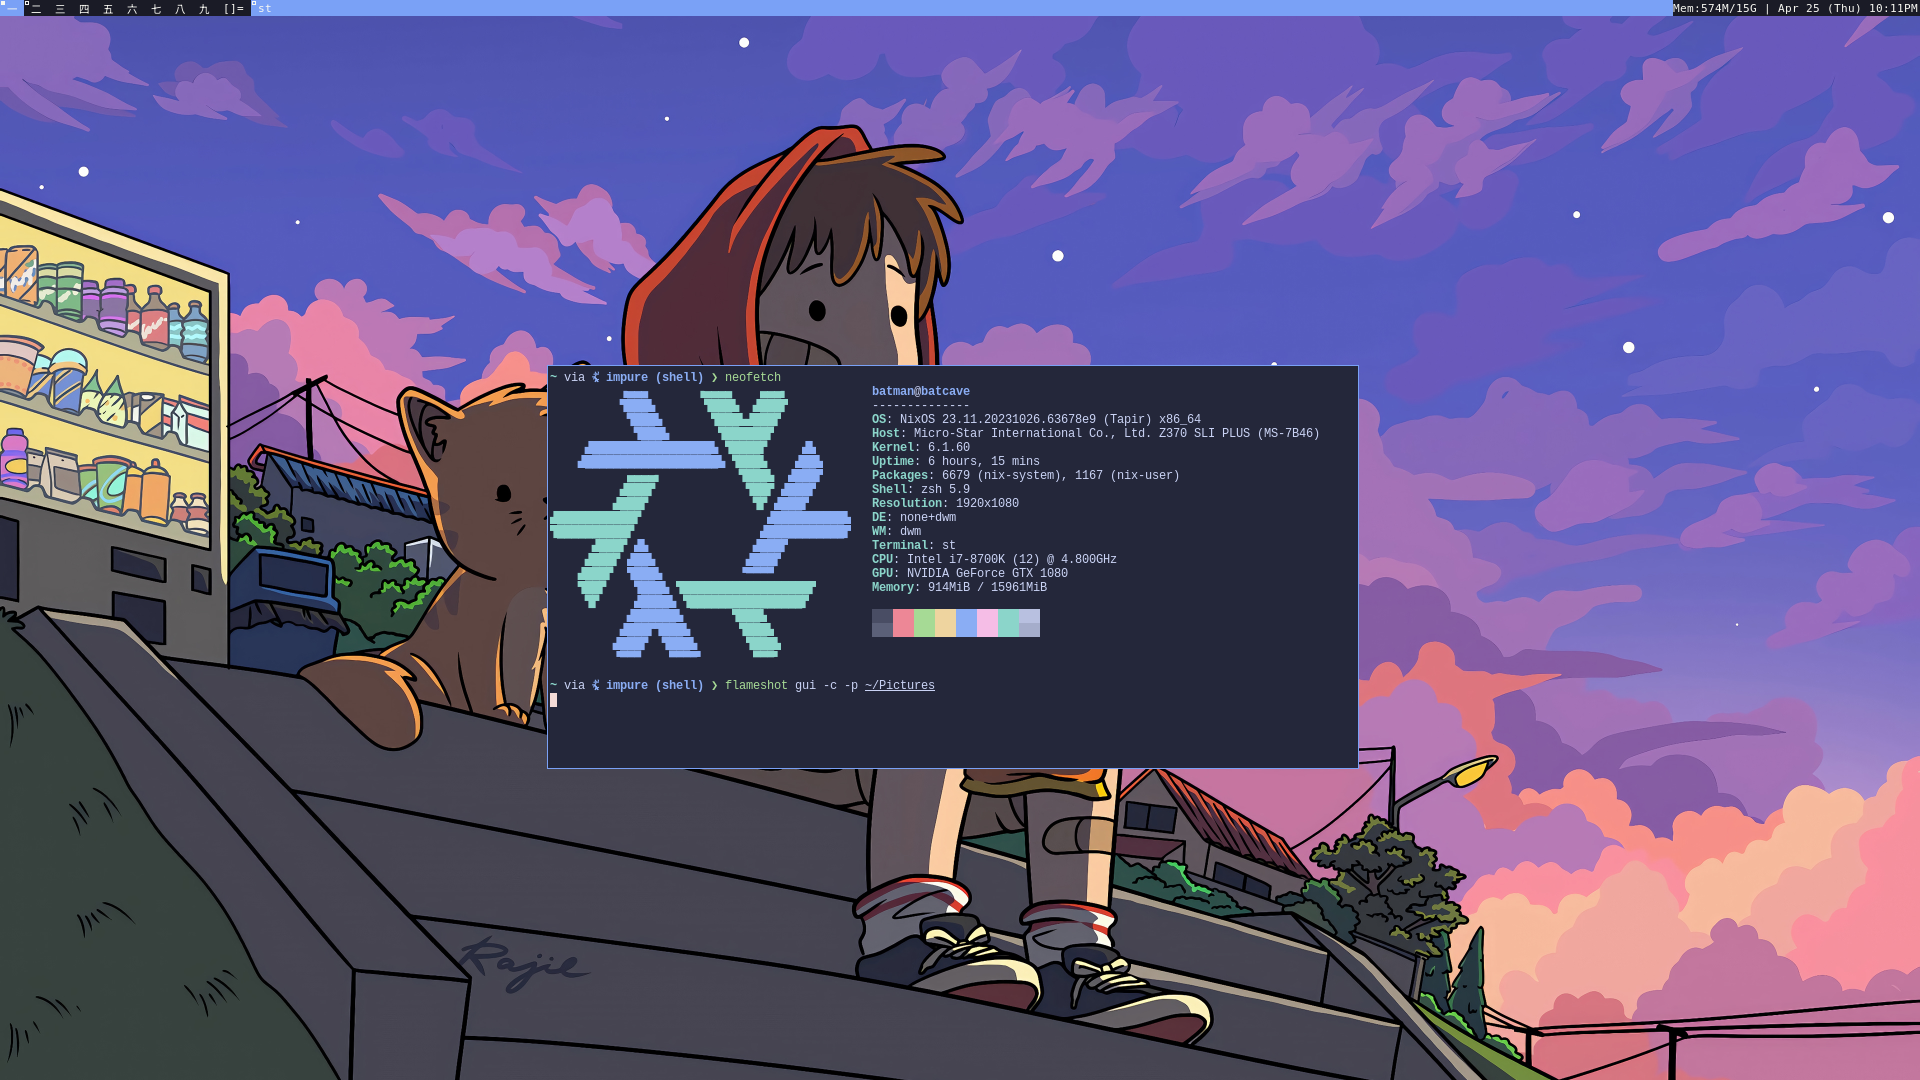 一 二 三 四 五 六 七 八 九 []= st Mem:574M/15G | Apr 25 (Thu) 10:11PM
~ via impure (shell) ❯ neofetch
batman@batcave
--------------
OS: NixOS 23.11.20231026.63678e9 (Tapir) x86_64
Host: Micro-Star International Co., Ltd. Z370 SLI PLUS (MS-7B46)
Kernel: 6.1.60
Uptime: 6 hours, 15 mins
Packages: 6679 (nix-system), 1167 (nix-user)
Shell: zsh 5.9
Resolution: 1920x1080
DE: none+dwm
WM: dwm
Terminal: st
CPU: Intel i7-8700K (12) @ 4.800GHz
GPU: NVIDIA GeForce GTX 1080
Memory: 914MiB / 15961MiB
~ via impure (shell) ❯ flameshot gui -c -p ~/Pictures
Rajil